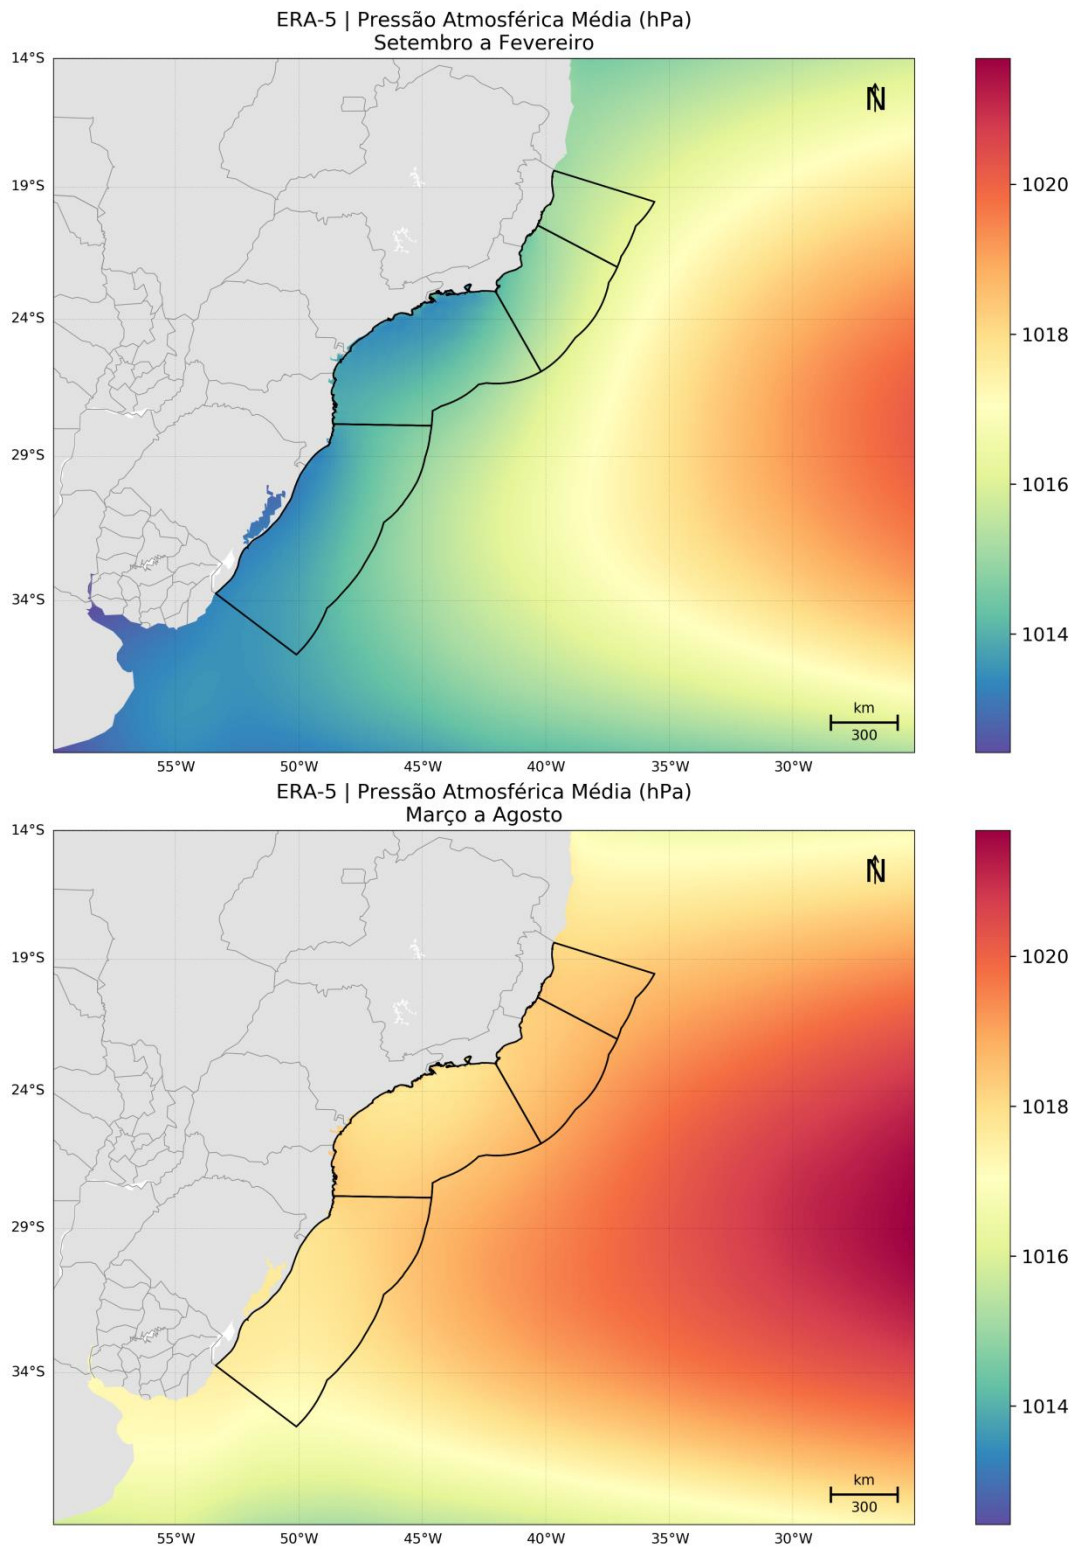 ERA-5 | Pressão Atmosférica Média (hPa)
Setembro a Fevereiro
14°S
19°S
24°S
29°S
34°S
55°W
50°W
45°W
40°W
35°W
30°W
N
km
300
1020
1018
1016
1014
ERA-5 | Pressão Atmosférica Média (hPa)
Março a Agosto
14°S
19°S
24°S
29°S
34°S
55°W
50°W
45°W
40°W
35°W
30°W
N
km
300
1020
1018
1016
1014